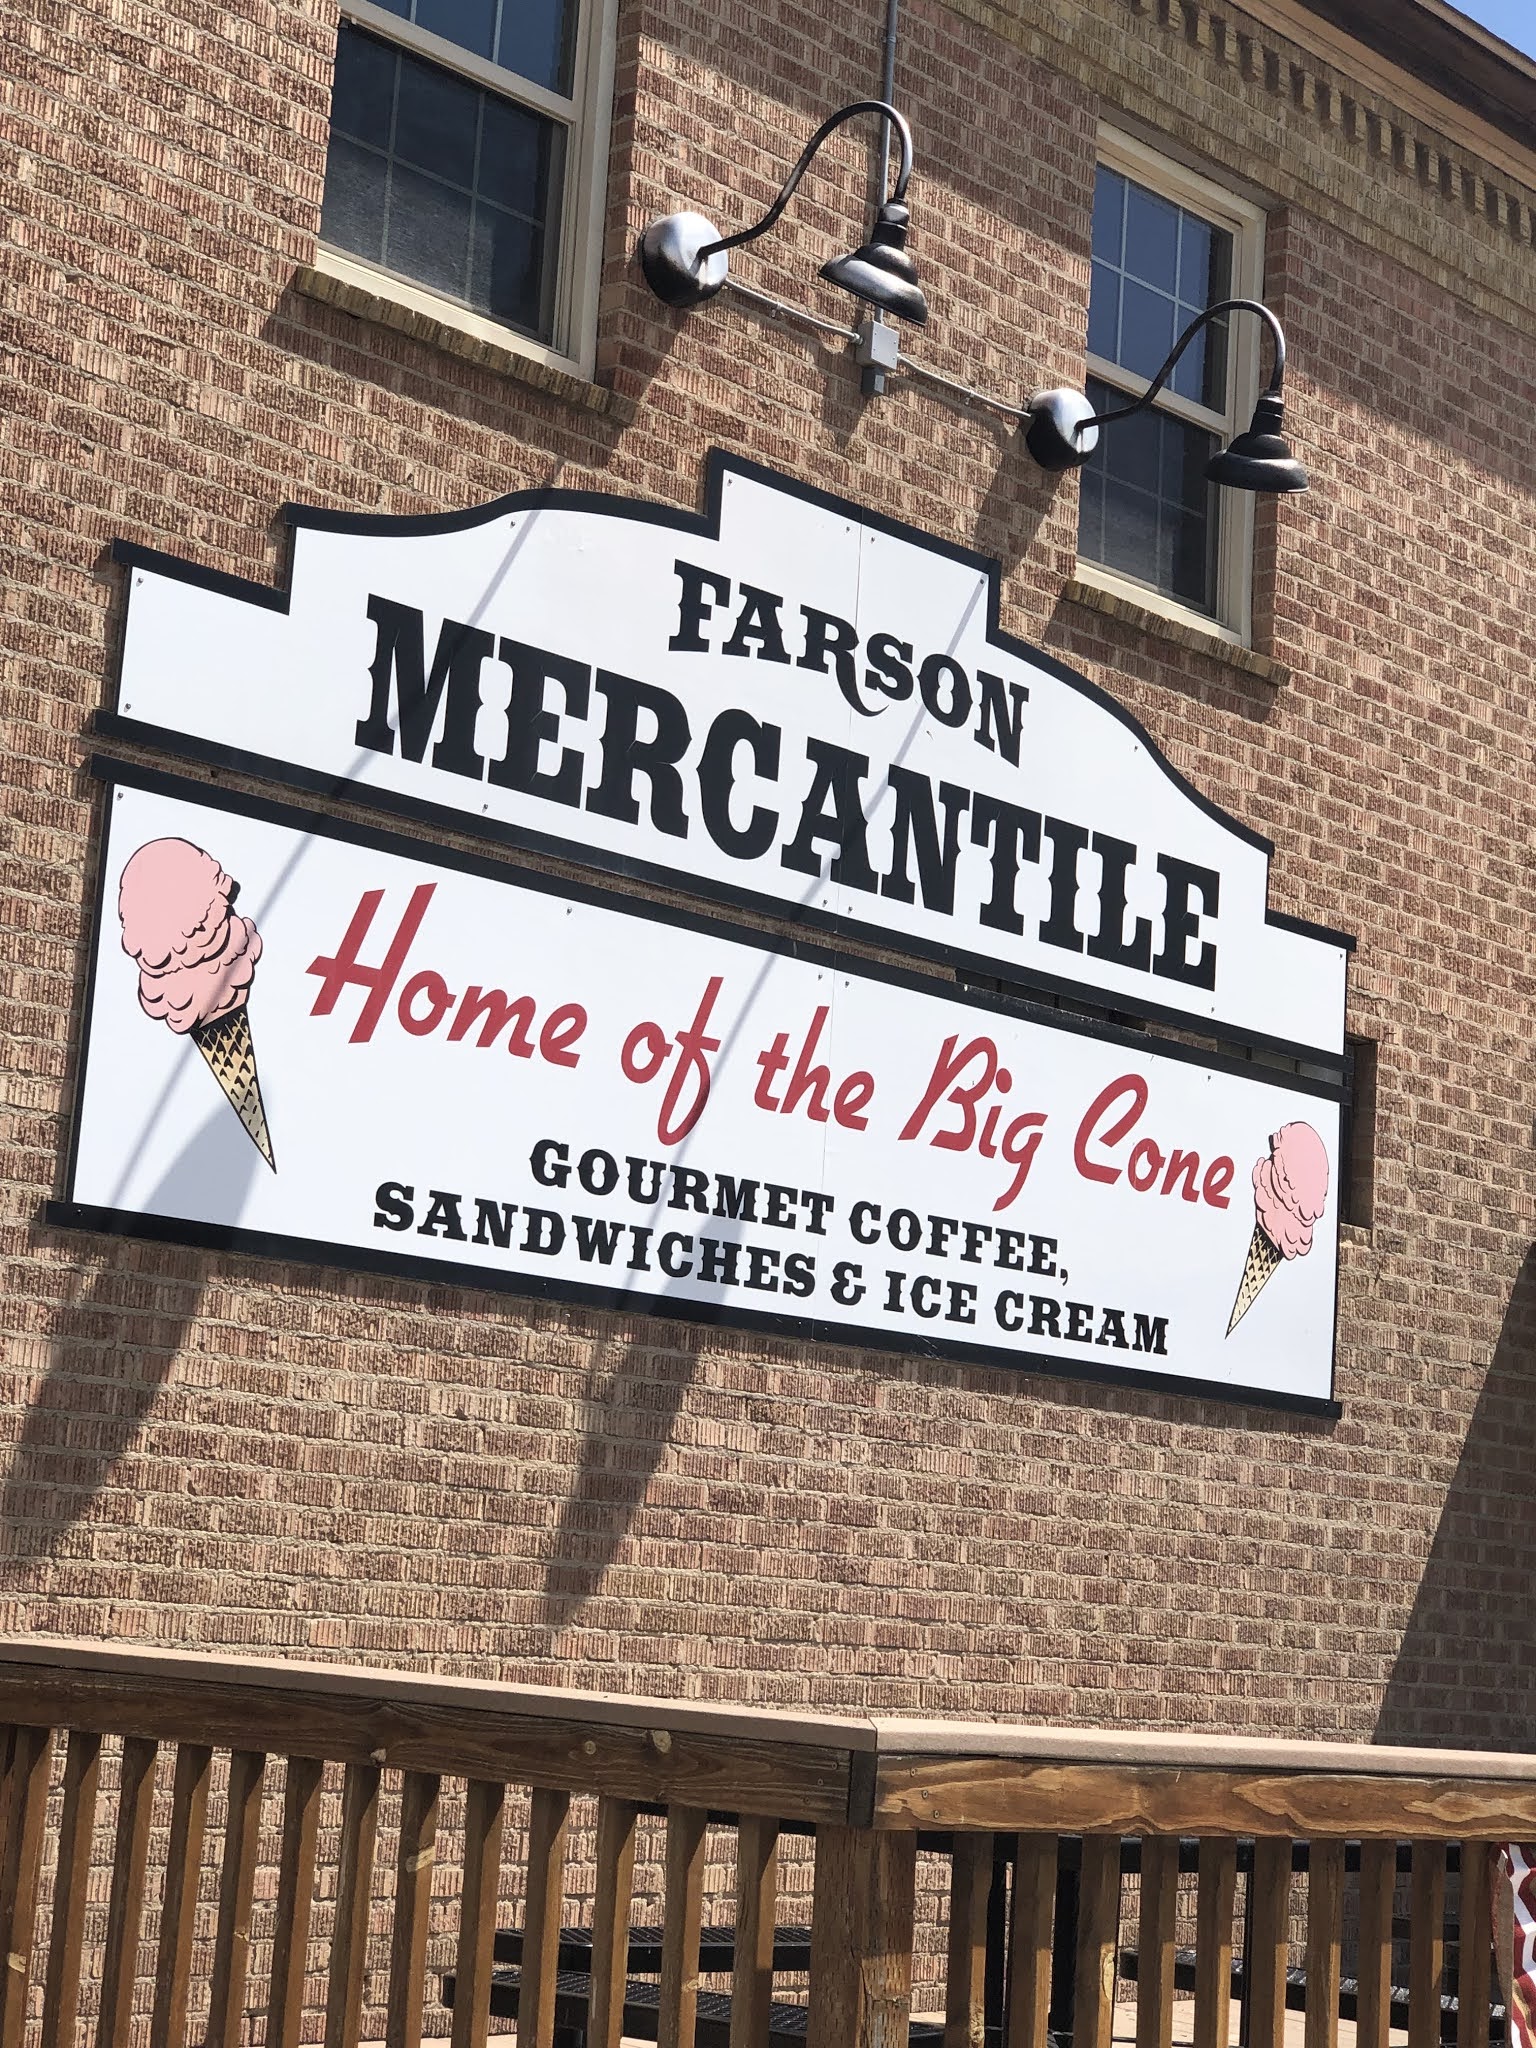 FARSON
MERCANTILE
Home of the Big Cone
GOURMET COFFEE,
SANDWICHES & ICE CREAM